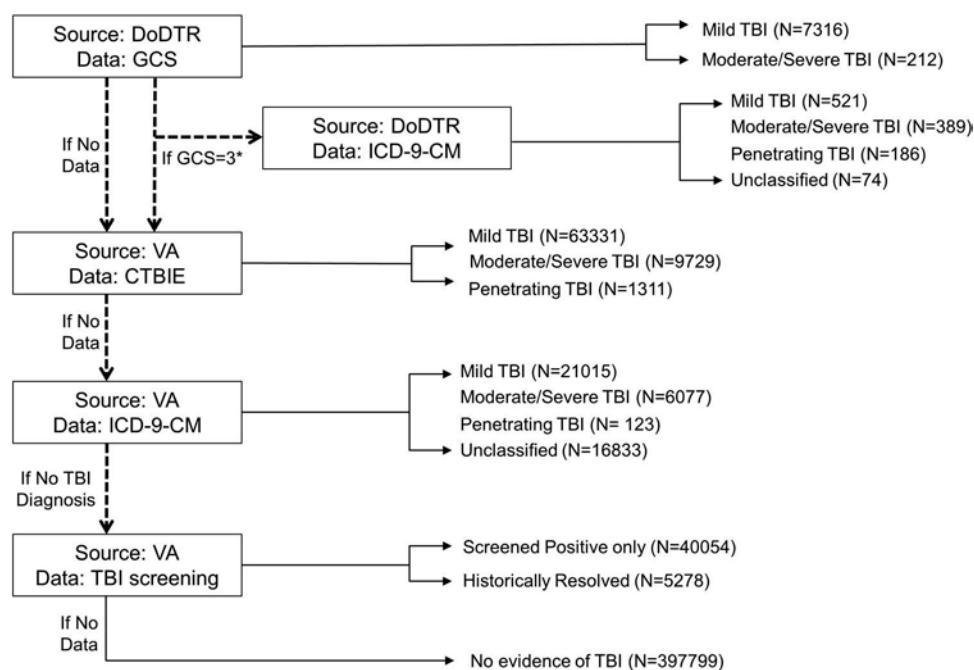 Source: DoDTR
Data: GCS
Mild TBI (N=7316)
Moderate/Severe TBI (N=212)
If No
Data
If GCS=3*
Source: DoDTR
Data: ICD-9-CM
Mild TBI (N=521)
Moderate/Severe TBI (N=389)
Penetrating TBI (N=186)
Unclassified (N=74)
Source: VA
Data: CTBIE
Mild TBI (N=63331)
Moderate/Severe TBI (N=9729)
Penetrating TBI (N=1311)
If No
Data
Source: VA
Data: ICD-9-CM
Mild TBI (N=21015)
Moderate/Severe TBI (N=6077)
Penetrating TBI (N= 123)
Unclassified (N=16833)
If No TBI
Diagnosis
Source: VA
Data: TBI screening
Screened Positive only (N=40054)
Historically Resolved (N=5278)
If No
Data
No evidence of TBI (N=397799)